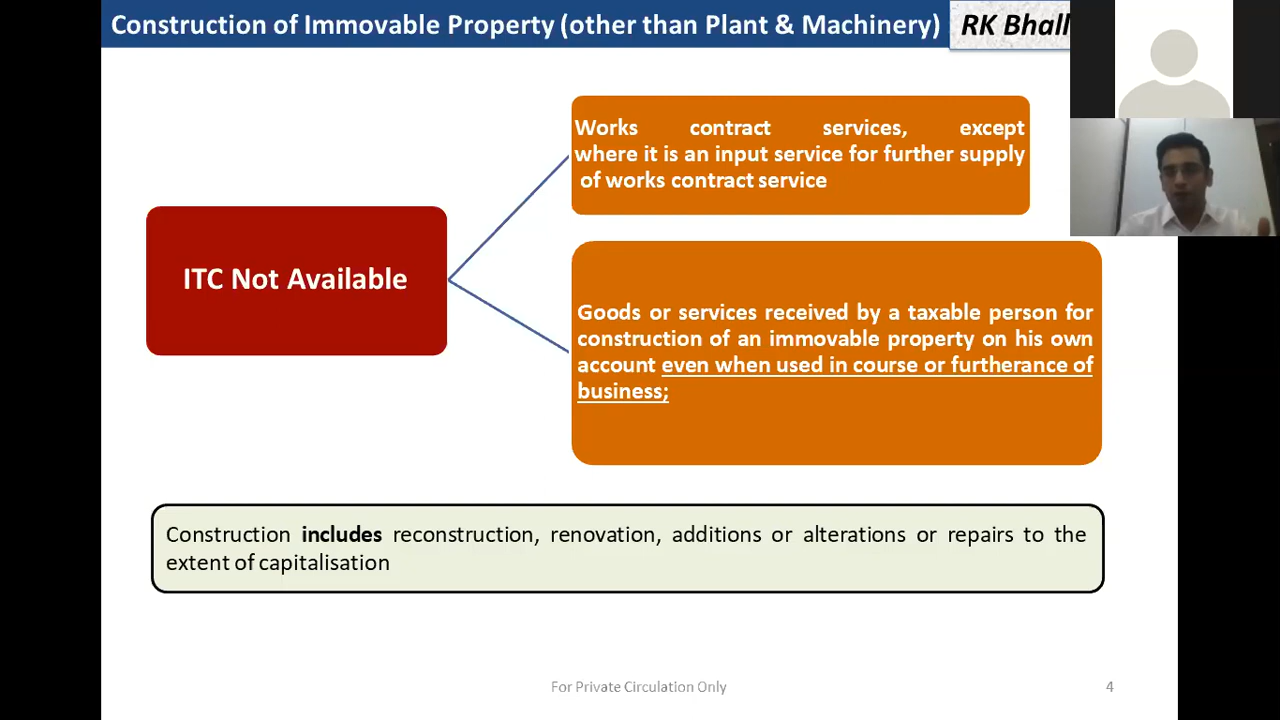 Construction of Immovable Property (other than Plant & Machinery)
RK Bhall
Works contract services, except
where it is an input service for further supply
of works contract service
ITC Not Available
Goods or services received by a taxable person for
construction of an immovable property on his own
account even when used in course or furtherance of
business;
Construction includes reconstruction, renovation, additions or alterations or repairs to the
extent of capitalisation
For Private Circulation Only
4